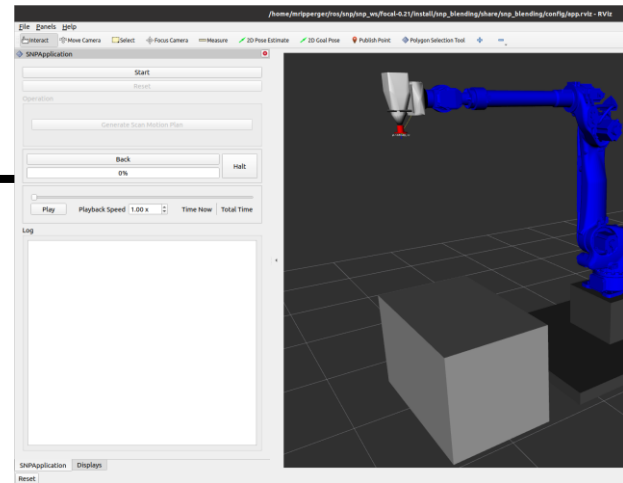 /home/mripperger/ros/snp/snp_ws/focal-0.21/install/snp_blending/share/snp_blending/config/app.rviz - RViz
File Panels Help
Interact Move Camera Select Focus Camera Measure 2D Pose Estimate 2D Goal Pose Publish Point Polygon Selection Tool
SNPApplication
Start
Reset
Operation
Generate Scan Motion Plan
Back
Halt
0%
Play Playback Speed 1.00 x Time Now Total Time
Log
SNPApplication Displays
Reset